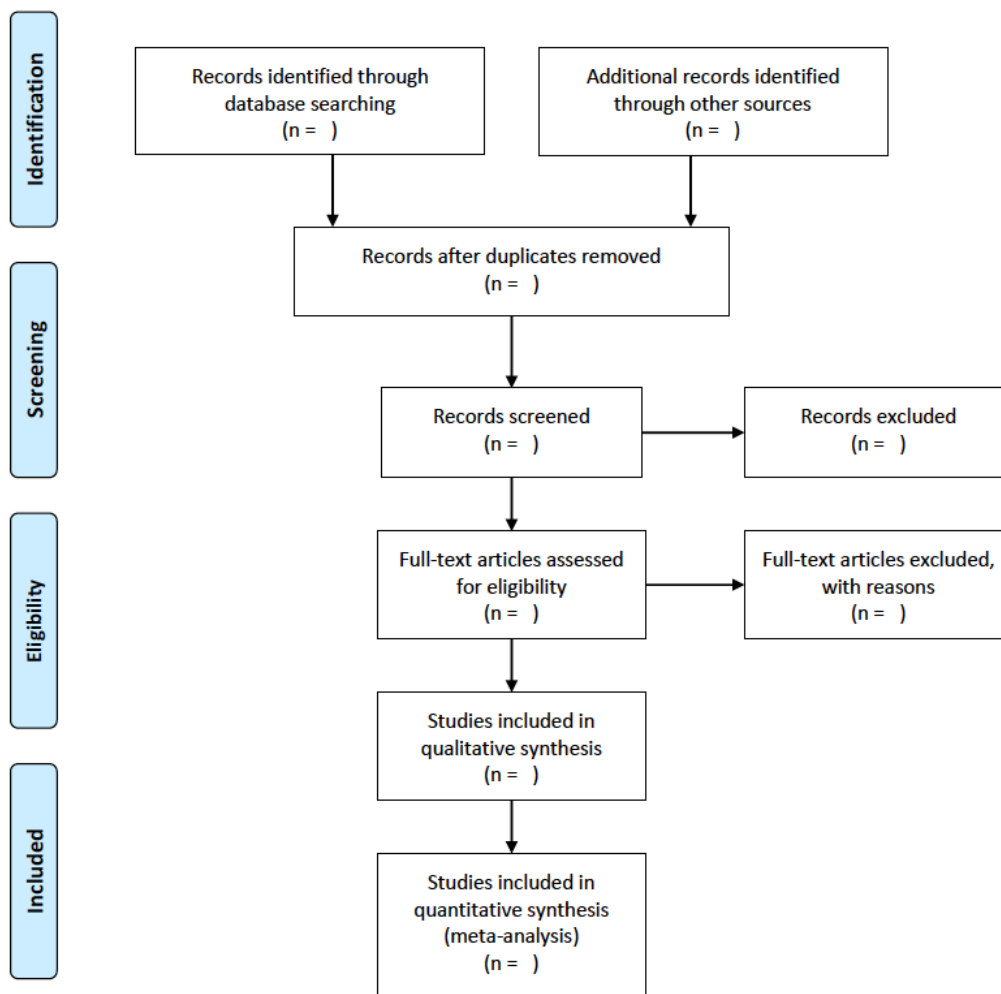 Identification
Records identified through
database searching
(n =   )
Additional records identified
through other sources
(n =   )
Records after duplicates removed
(n =   )
Screening
Records screened
(n =   )
Records excluded
(n =   )
Eligibility
Full-text articles assessed
for eligibility
(n =   )
Full-text articles excluded,
with reasons
(n =   )
Studies included in
qualitative synthesis
(n =   )
Included
Studies included in
quantitative synthesis
(meta-analysis)
(n =   )